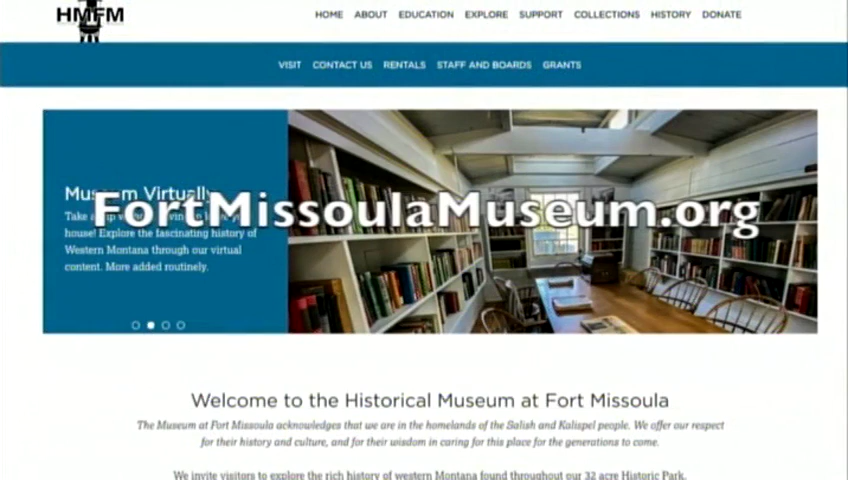 HMFM
HOME ABOUT EDUCATION EXPLORE SUPPORT COLLECTIONS HISTORY DONATE
VISIT CONTACT US RENTALS STAFF AND BOARDS GRANTS
Museum Virtually
FortMissoulaMuseum.org
Take a
house! Explore the fascinating history of
Western Montana through our virtual
content. More added routinely.
Welcome to the Historical Museum at Fort Missoula
The Museum at Fort Missoula acknowledges that we are in the homelands of the Salish and Kalispel people. We offer our respect
for their history and culture, and for their wisdom in caring for this place for the generations to come.
We invite visitors to explore the rich history of western Montana found throughout our 32 acre Historic Park.